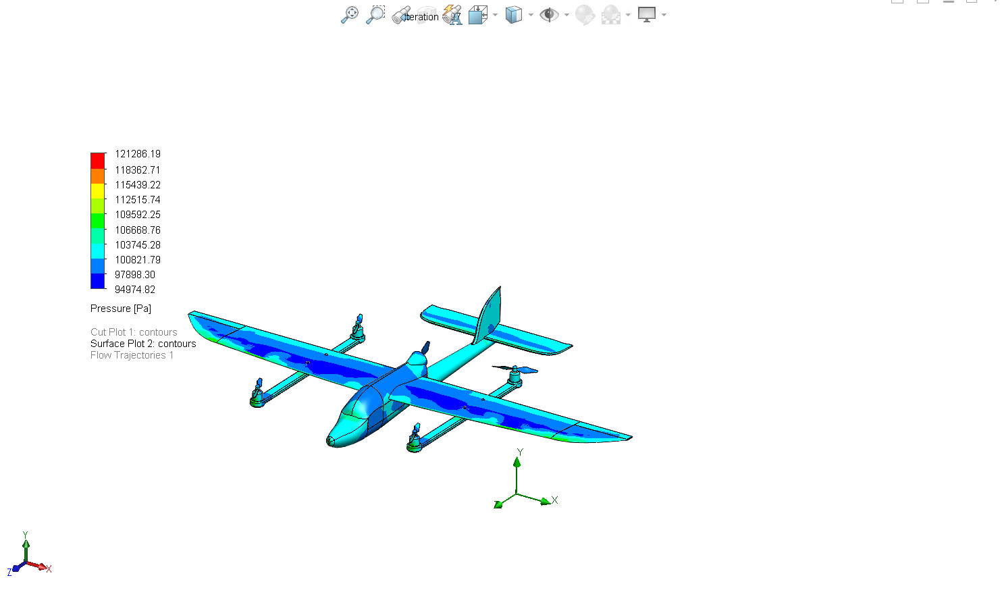 Iteration = 97
121286.19
118362.71
115439.22
112515.74
109592.25
106668.76
103745.28
100821.79
97898.30
94974.82
Pressure [Pa]
Cut Plot 1: contours
Surface Plot 2: contours
Flow Trajectories 1
Y
X
Z
Y
X
Z